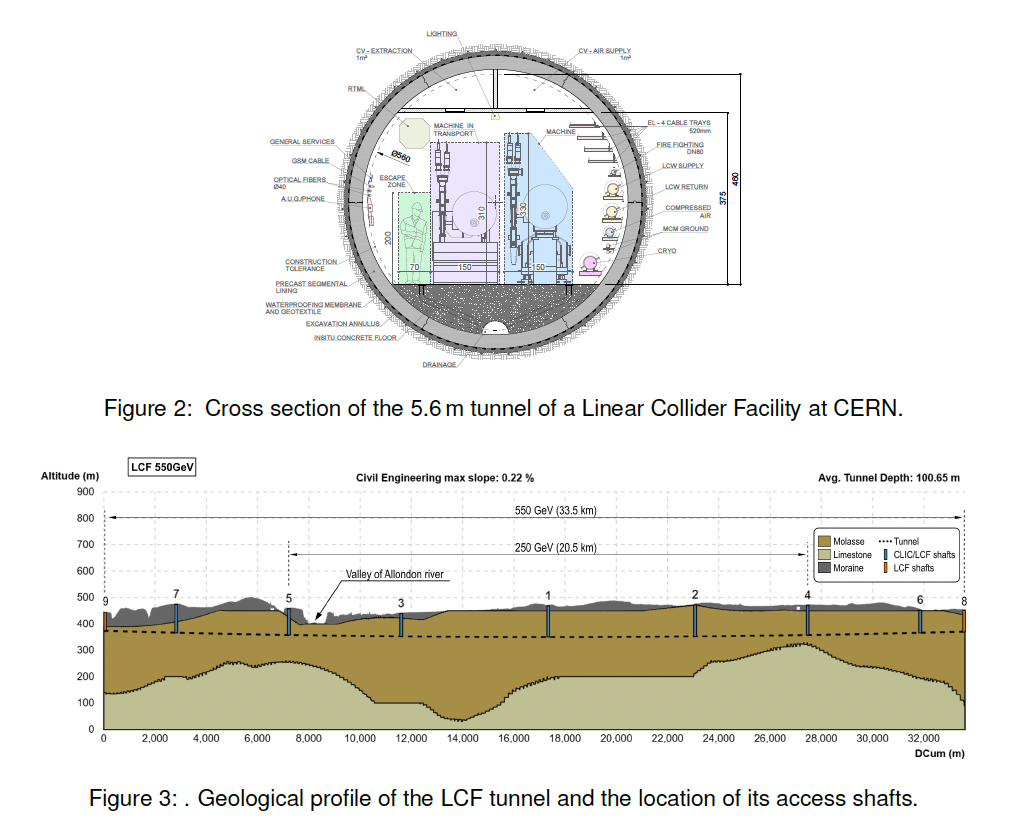 LIGHTING
CV - EXTRACTION
1m²
CV - AIR SUPPLY
1m²
RTML
MACHINE IN
TRANSPORT
MACHINE
EL - 4 CABLE TRAYS
520mm
GENERAL SERVICES
FIRE FIGHTING
DN80
Ø560
GSM CABLE
LCW SUPPLY
OPTICAL FIBERS
Ø40
ESCAPE
ZONE
LCW RETURN
A.U.G./PHONE
COMPRESSED
AIR
MCM GROUND
CRYO
200
310
330
375
460
70
150
150
CONSTRUCTION
TOLERANCE
PRECAST SEGMENTAL
LINING
WATERPROOFING MEMBRANE
AND GEOTEXTILE
EXCAVATION ANNULUS
INSITU CONCRETE FLOOR
DRAINAGE
Figure 2: Cross section of the 5.6 m tunnel of a Linear Collider Facility at CERN.
LCF 550GeV
Altitude (m)
Civil Engineering max slope: 0.22 %
Avg. Tunnel Depth: 100.65 m
900
800
700
600
500
400
300
200
100
0
550 GeV (33.5 km)
250 GeV (20.5 km)
Molasse
Limestone
Moraine
Tunnel
CLIC/LCF shafts
LCF shafts
Valley of Allondon river
9
7
5
3
1
2
4
6
8
0
2,000
4,000
6,000
8,000
10,000
12,000
14,000
16,000
18,000
20,000
22,000
24,000
26,000
28,000
30,000
32,000
DCum (m)
Figure 3: . Geological profile of the LCF tunnel and the location of its access shafts.